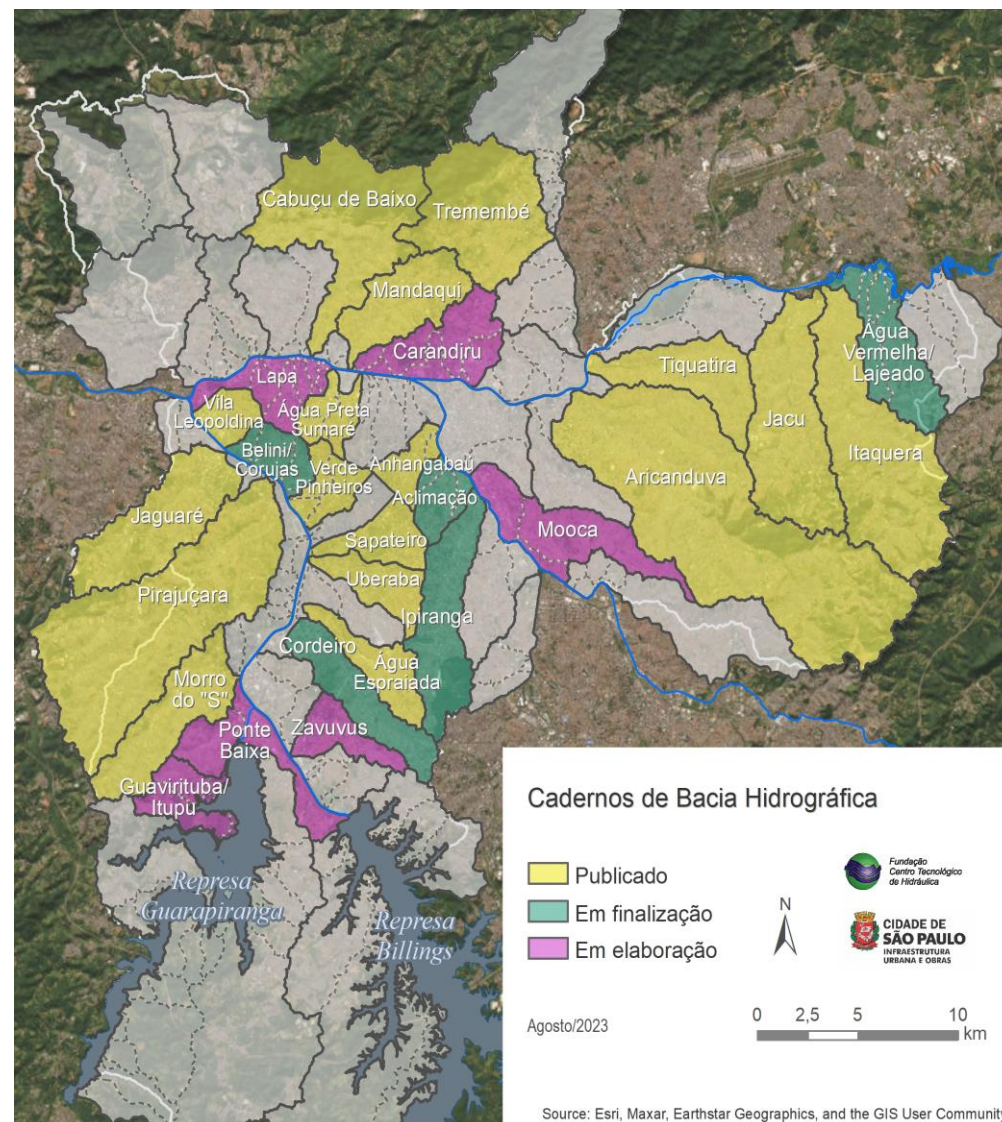 Cabuçu de Baixo
Tremembé
Mandaqui
Carandiru
Lapa
Vila
Leopoldina
Água Preta
Sumaré
Belini/
Corujas
Verde
Pinheiros
Anhangabaú
Aclimação
Tiquatira
Jacu
Água
Vermelha/
Lajeado
Itaquera
Aricanduva
Mooca
Jaguaré
Sapateiro
Pirajuçara
Uberaba
Ipiranga
Cordeiro
Água
Espraiada
Morro
do "S"
Zavuvus
Ponte
Baixa
Guavirituba/
Itupu
Represa
Guarapiranga
Represa
Billings
Cadernos de Bacia Hidrográfica
Publicado
Em finalização
Em elaboração
N
Fundação
Centro Tecnológico
de Hidráulica
CIDADE DE
SÃO PAULO
INFRAESTRUTURA
URBANA E OBRAS
Agosto/2023
0 2,5 5 10
km
Source: Esri, Maxar, Earthstar Geographics, and the GIS User Community